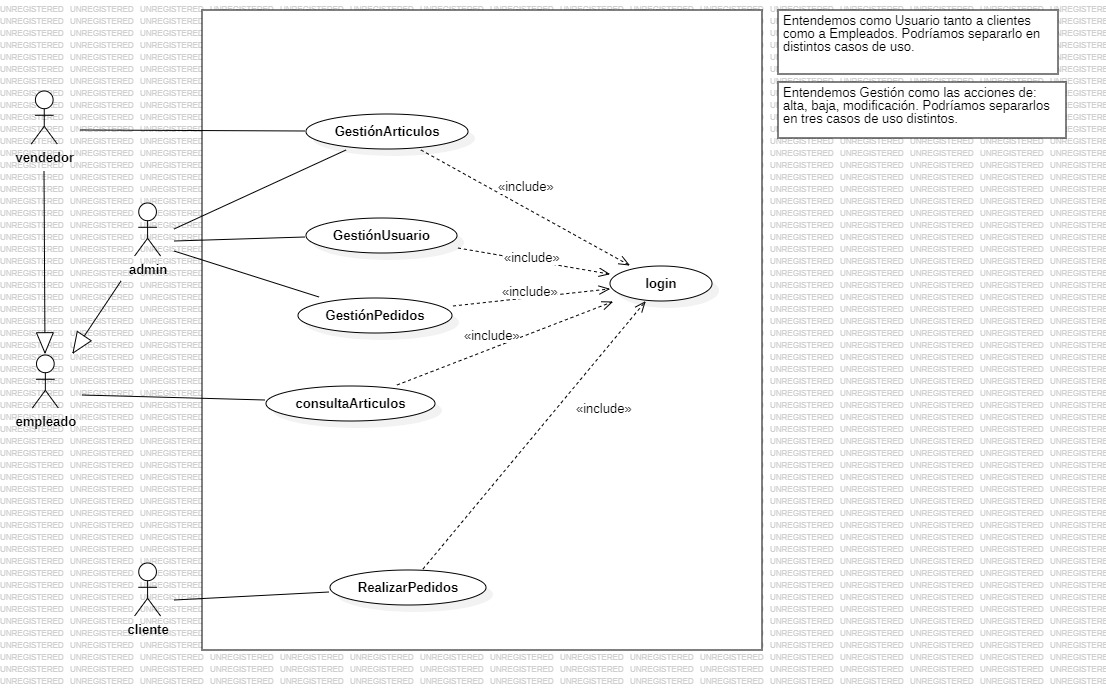 Entendemos como Usuario tanto a clientes
como a Empleados. Podríamos separarlo en
distintos casos de uso.
Entendemos Gestión como las acciones de:
alta, baja, modificación. Podríamos separarlos
en tres casos de uso distintos.
vendedor
GestiónArticulos
«include»
admin
GestiónUsuario
«include»
login
«include»
GestiónPedidos
«include»
empleado
consultaArticulos
«include»
cliente
RealizarPedidos
UNREGISTERED